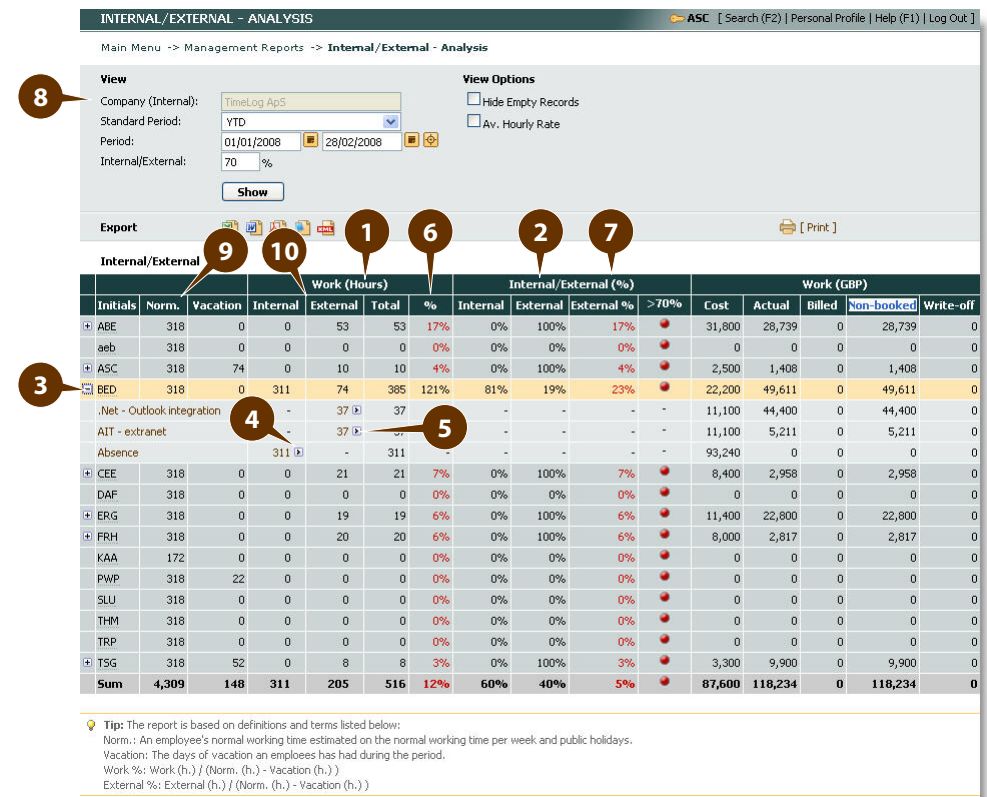 INTERNAL/EXTERNAL - ANALYSIS ASC [ Search (F2) | Personal Profile | Help (F1) | Log Out ]
Main Menu -> Management Reports -> Internal/External - Analysis
View View Options
8 Company (Internal): TimeLog ApS Hide Empty Records
Standard Period: YTD Av. Hourly Rate
Period: 01/01/2008 28/02/2008
Internal/External: 70 %
Show
Export XML [ Print ]
9 10 1 6 2 7
Internal/External
Work (Hours) Internal/External (%) Work (GBP)
Initials Norm. Vacation Internal External Total % Internal External External % >70% Cost Actual Billed Non-booked Write-off
ABE 318 0 0 53 53 17% 0% 100% 17% 31,800 28,739 0 28,739 0
aeb 318 0 0 0 0 0% 0% 0% 0% 0 0 0 0 0
ASC 318 74 0 10 10 4% 0% 100% 4% 2,500 1,408 0 1,408 0
3 BED 318 0 311 74 385 121% 81% 19% 23% 22,200 49,611 0 49,611 0
.Net - Outlook integration - 37 37 - - - - - 11,100 44,400 0 44,400 0
4 5
AIT - extranet - 37 - - - - 11,100 5,211 0 5,211 0
Absence 311 - 311 - - - - - 93,240 0 0 0 0
CEE 318 0 0 21 21 7% 0% 100% 7% 8,400 2,958 0 2,958 0
DAF 318 0 0 0 0 0% 0% 0% 0% 0 0 0 0 0
ERG 318 0 0 19 19 6% 0% 100% 6% 11,400 22,800 0 22,800 0
FRH 318 0 0 20 20 6% 0% 100% 6% 8,000 2,817 0 2,817 0
KAA 172 0 0 0 0 0% 0% 0% 0% 0 0 0 0 0
PWP 318 22 0 0 0 0% 0% 0% 0% 0 0 0 0 0
SLU 318 0 0 0 0 0% 0% 0% 0% 0 0 0 0 0
THM 318 0 0 0 0 0% 0% 0% 0% 0 0 0 0 0
TRP 318 0 0 0 0 0% 0% 0% 0% 0 0 0 0 0
TSG 318 52 0 8 8 3% 0% 100% 3% 3,300 9,900 0 9,900 0
Sum 4,309 148 311 205 516 12% 60% 40% 5% 87,600 118,234 0 118,234 0
Tip: The report is based on definitions and terms listed below:
Norm.: An employee's normal working time estimated on the normal working time per week and public holidays.
Vacation: The days of vacation an emploees has had during the period.
Work %: Work (h.) / (Norm. (h.) - Vacation (h.) )
External %: External (h.) / (Norm. (h.) - Vacation (h.) )